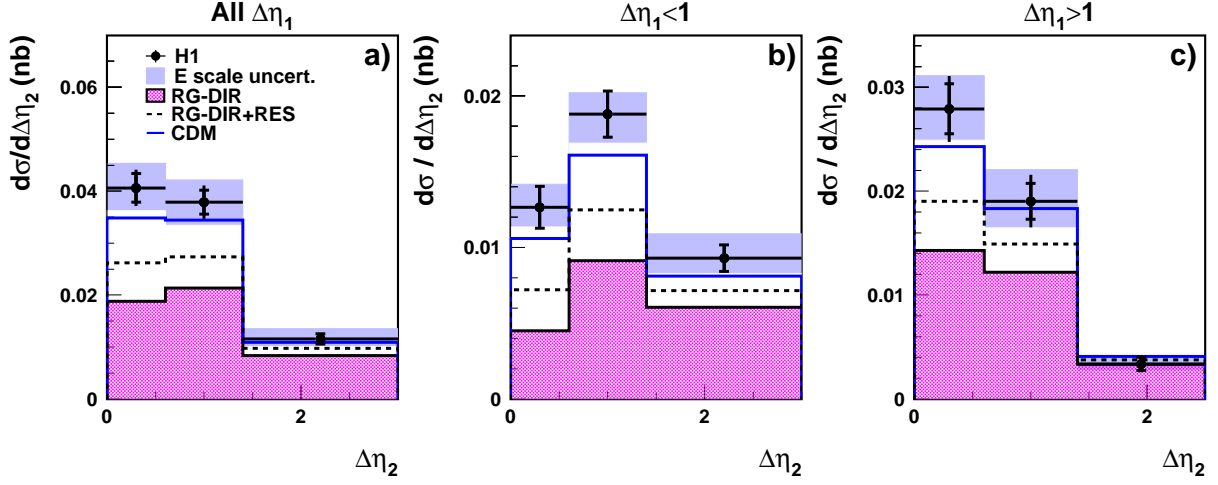 All Δη1
a)
dσ/dΔη2 (nb)
H1
E scale uncert.
RG-DIR
RG-DIR+RES
CDM
0.06
0.04
0.02
0
0
2
Δη2
Δη1<1
b)
dσ / dΔη2 (nb)
0.02
0.01
0
0
2
Δη2
Δη1>1
c)
dσ / dΔη2 (nb)
0.03
0.02
0.01
0
0
2
Δη2